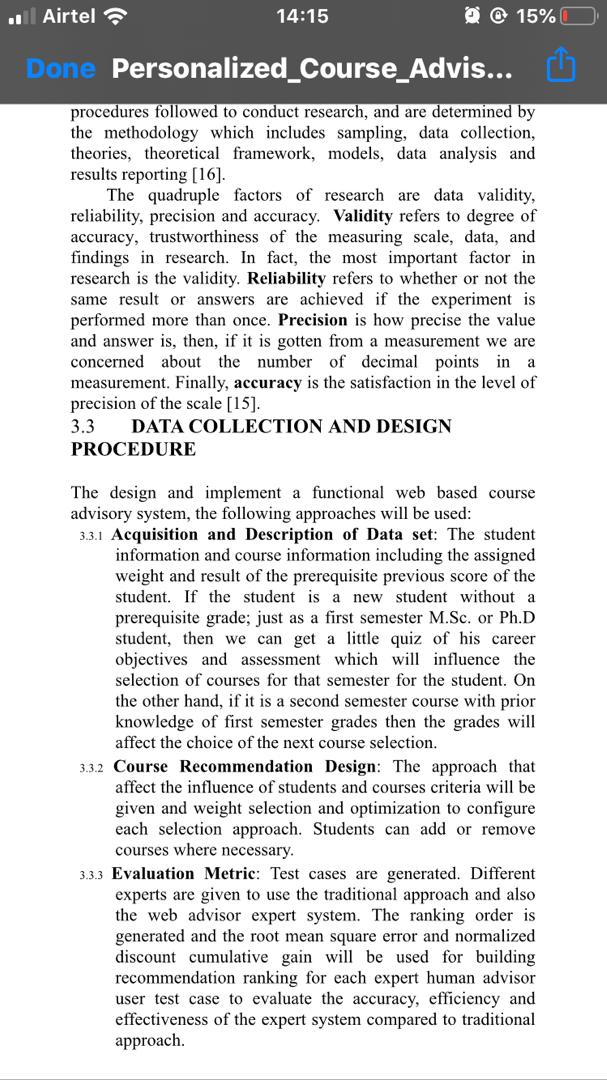 Airtel 14:15 15%
Done Personalized_Course_Advis...
procedures followed to conduct research, and are determined by
the methodology which includes sampling, data collection,
theories, theoretical framework, models, data analysis and
results reporting [16].
The quadruple factors of research are data validity,
reliability, precision and accuracy. Validity refers to degree of
accuracy, trustworthiness of the measuring scale, data, and
findings in research. In fact, the most important factor in
research is the validity. Reliability refers to whether or not the
same result or answers are achieved if the experiment is
performed more than once. Precision is how precise the value
and answer is, then, if it is gotten from a measurement we are
concerned about the number of decimal points in a
measurement. Finally, accuracy is the satisfaction in the level of
precision of the scale [15].
3.3 DATA COLLECTION AND DESIGN
PROCEDURE
The design and implement a functional web based course
advisory system, the following approaches will be used:
3.3.1 Acquisition and Description of Data set: The student
information and course information including the assigned
weight and result of the prerequisite previous score of the
student. If the student is a new student without a
prerequisite grade; just as a first semester M.Sc. or Ph.D
student, then we can get a little quiz of his career
objectives and assessment which will influence the
selection of courses for that semester for the student. On
the other hand, if it is a second semester course with prior
knowledge of first semester grades then the grades will
affect the choice of the next course selection.
3.3.2 Course Recommendation Design: The approach that
affect the influence of students and courses criteria will be
given and weight selection and optimization to configure
each selection approach. Students can add or remove
courses where necessary.
3.3.3 Evaluation Metric: Test cases are generated. Different
experts are given to use the traditional approach and also
the web advisor expert system. The ranking order is
generated and the root mean square error and normalized
discount cumulative gain will be used for building
recommendation ranking for each expert human advisor
user test case to evaluate the accuracy, efficiency and
effectiveness of the expert system compared to traditional
approach.